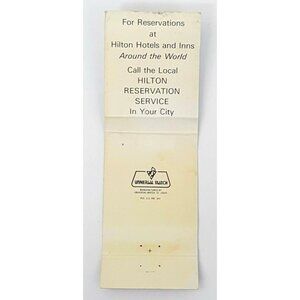 For Reservations
at
Hilton Hotels and Inns
Around the World
Call the Local
HILTON
RESERVATION
SERVICE
In Your City
UNIVERSAL MATCH